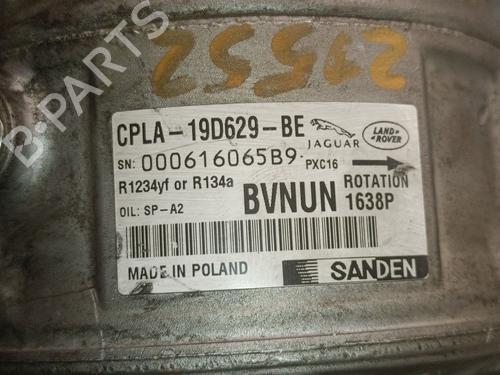 21552
CPLA-19D629-BE
JAGUAR
LAND ROVER
SN: 000616065B9
PXC16
R1234yf or R134a
BVNUN
ROTATION
OIL: SP-A2
1638P
MADE IN POLAND
SANDEN
B-PARTS